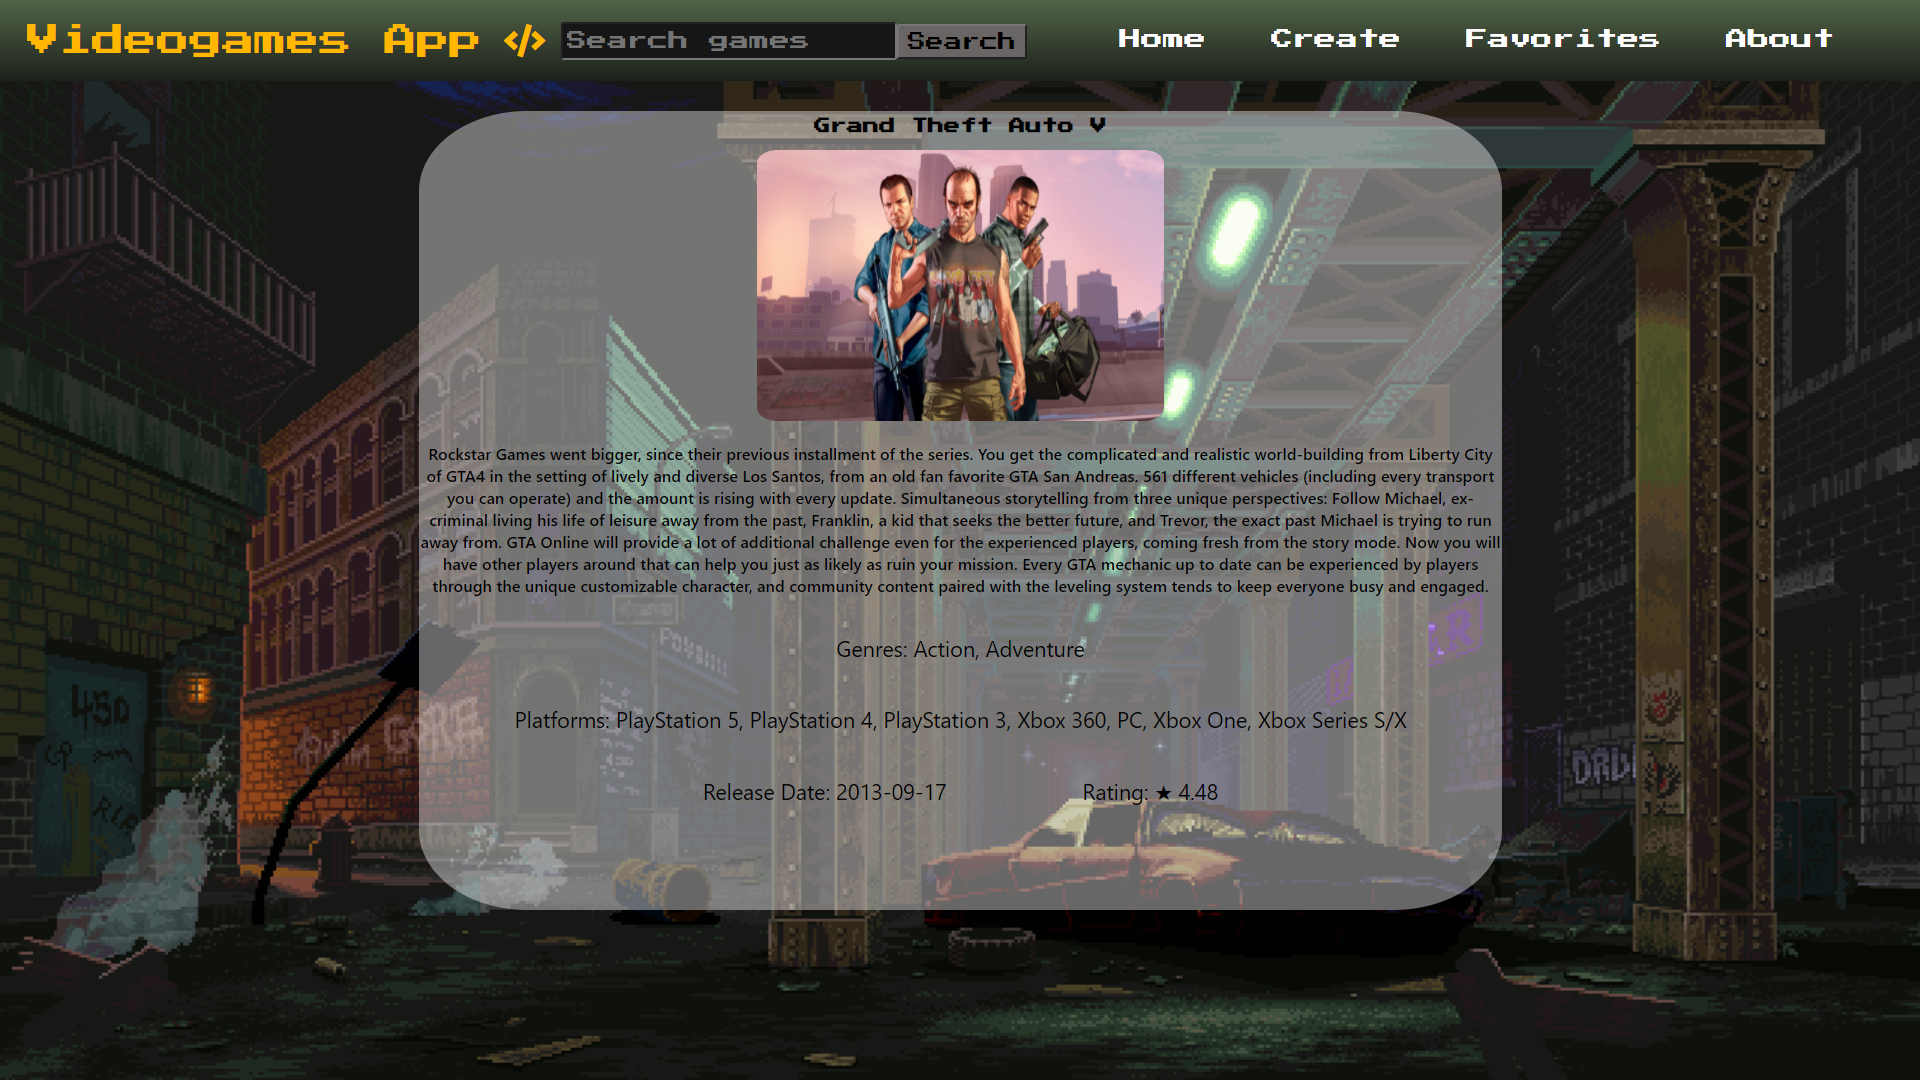 Videogames App </>
Search games
Search
Home
Create
Favorites
About
Grand Theft Auto V
Rockstar Games went bigger, since their previous installment of the series. You get the complicated and realistic world-building from Liberty City
of GTA4 in the setting of lively and diverse Los Santos, from an old fan favorite GTA San Andreas. 561 different vehicles (including every transport
you can operate) and the amount is rising with every update. Simultaneous storytelling from three unique perspectives: Follow Michael, ex-
criminal living his life of leisure away from the past, Franklin, a kid that seeks the better future, and Trevor, the exact past Michael is trying to run
away from. GTA Online will provide a lot of additional challenge even for the experienced players, coming fresh from the story mode. Now you will
have other players around that can help you just as likely as ruin your mission. Every GTA mechanic up to date can be experienced by players
through the unique customizable character, and community content paired with the leveling system tends to keep everyone busy and engaged.
Genres: Action, Adventure
Platforms: PlayStation 5, PlayStation 4, PlayStation 3, Xbox 360, PC, Xbox One, Xbox Series S/X
Release Date: 2013-09-17
Rating: ★ 4.48
450